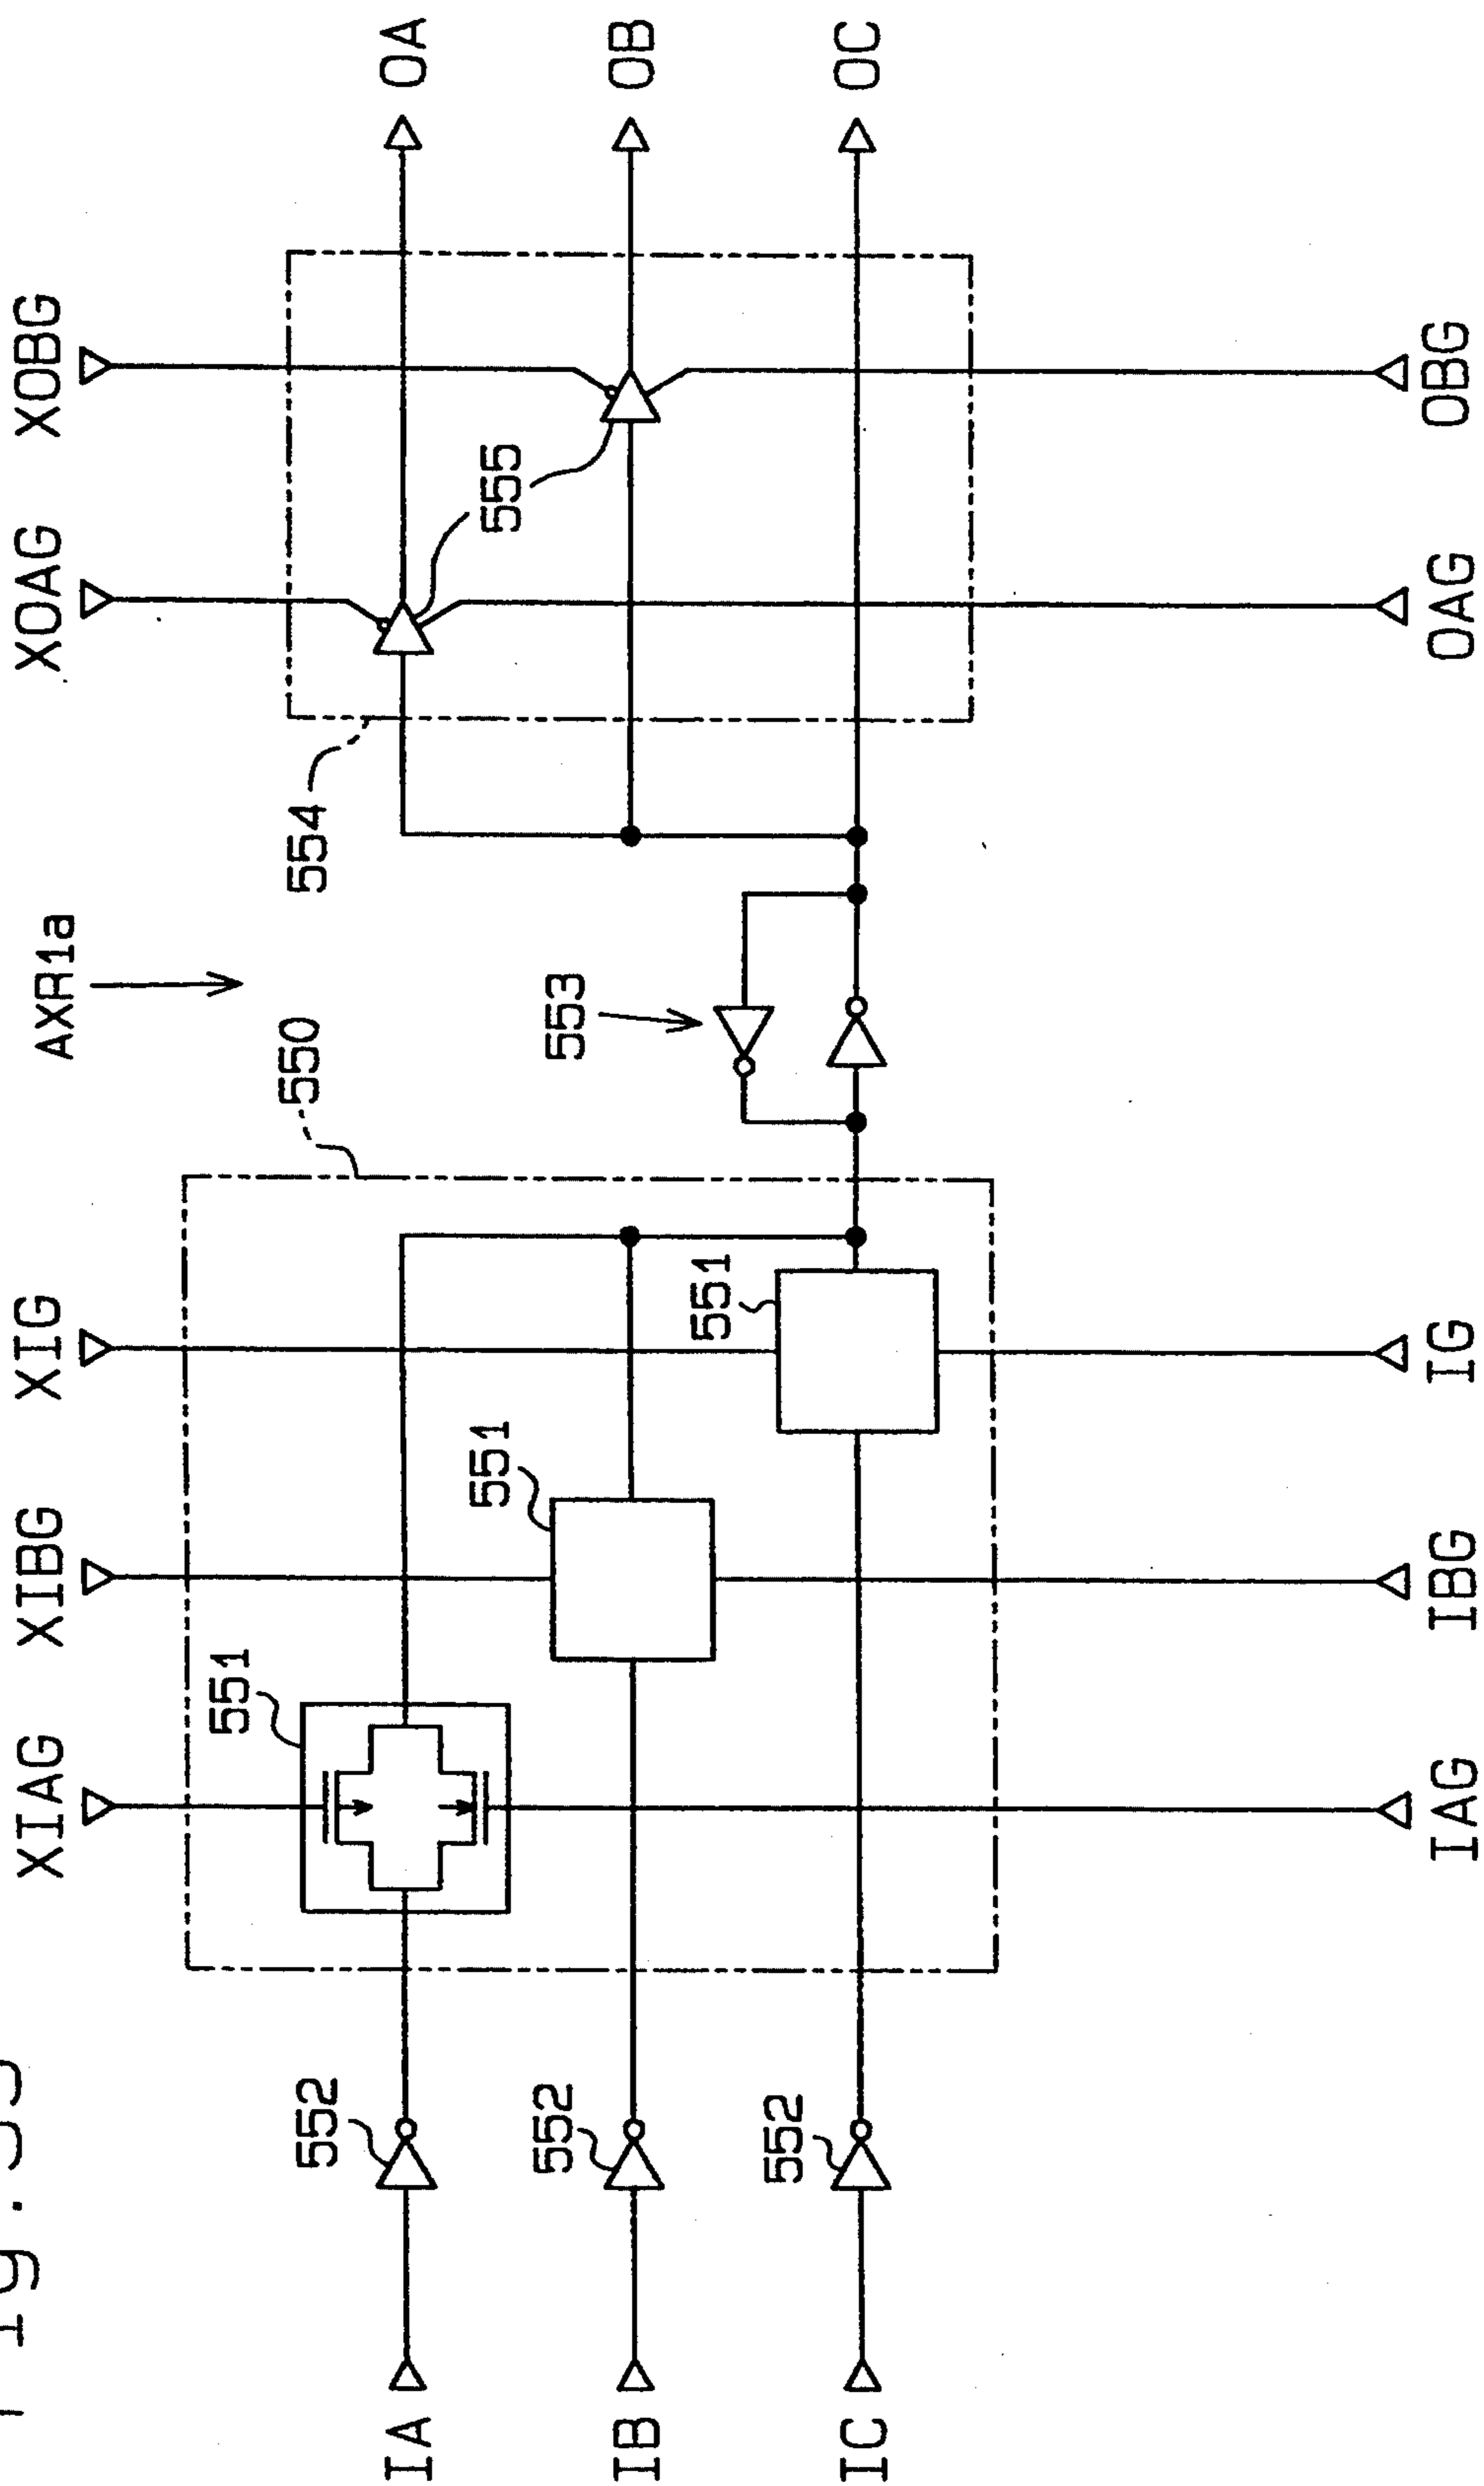 AXR1a
XIAG XIBG XIG XOAG XOBG
550
554
551
551
551
552
552
552
553
555
IA
IB
IC
OA
OB
OC
IAG IBG IG OAG OBG